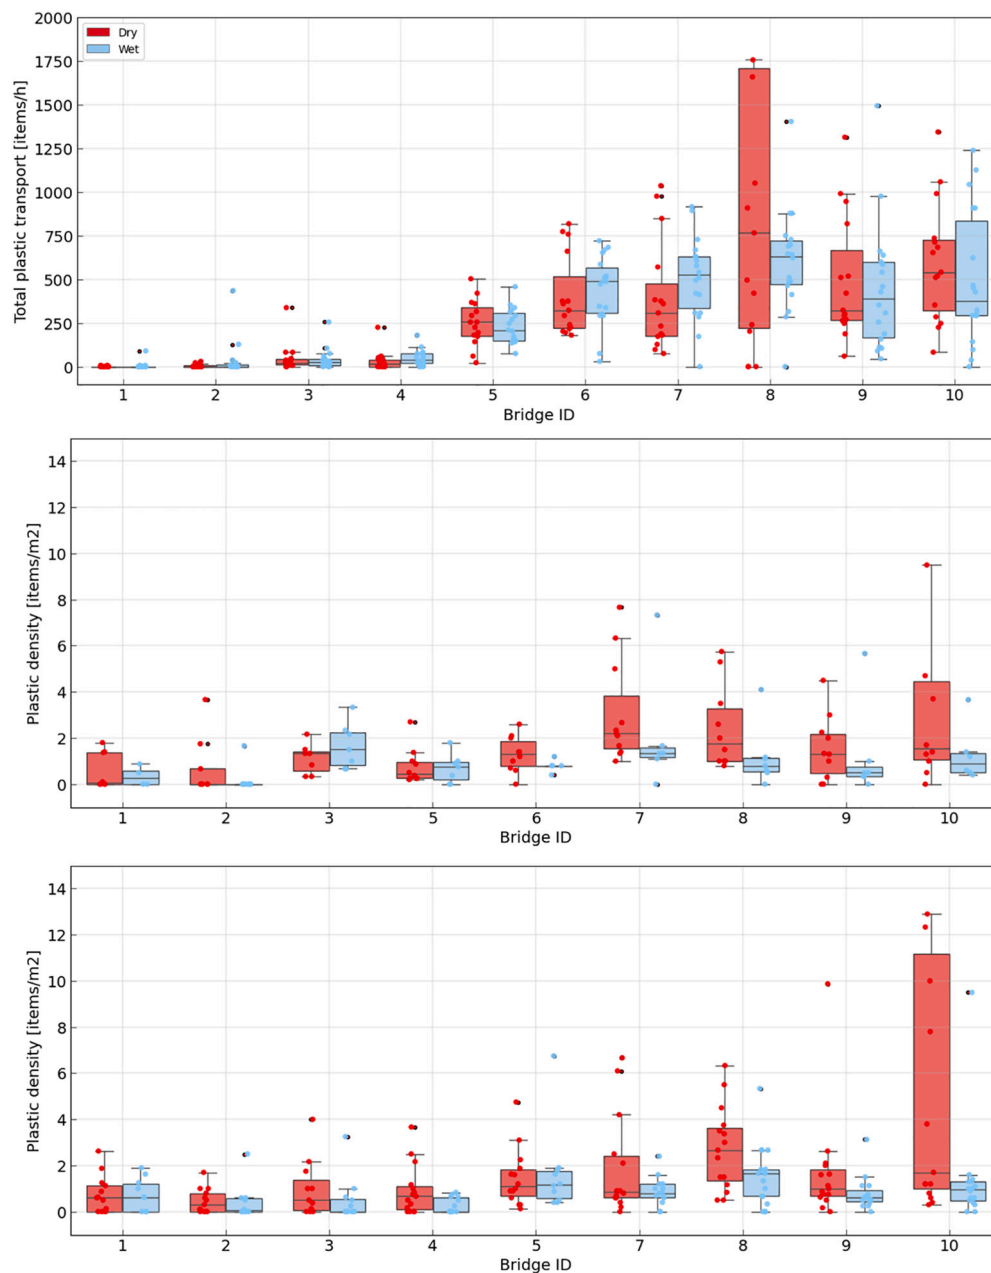 2000
1750
1500
1250
1000
750
500
250
0
Total plastic transport [items/h]
Dry
Wet
1 2 3 4 5 6 7 8 9 10
Bridge ID
14
12
10
8
6
4
2
0
Plastic density [items/m2]
1 2 3 5 6 7 8 9 10
Bridge ID
14
12
10
8
6
4
2
0
Plastic density [items/m2]
1 2 3 4 5 6 7 8 9 10
Bridge ID